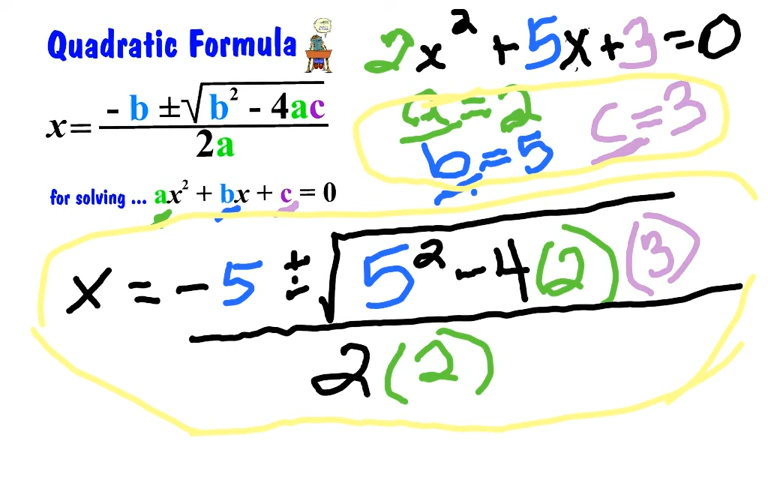 Quadratic Formula
x = (- b ± √(b² - 4ac)) / 2a
for solving ... ax² + bx + c = 0
2x² + 5x + 3 = 0
a = 2
c = 3
b = 5
x = -5 ± √(5² - 4(2)(3))
2(2)